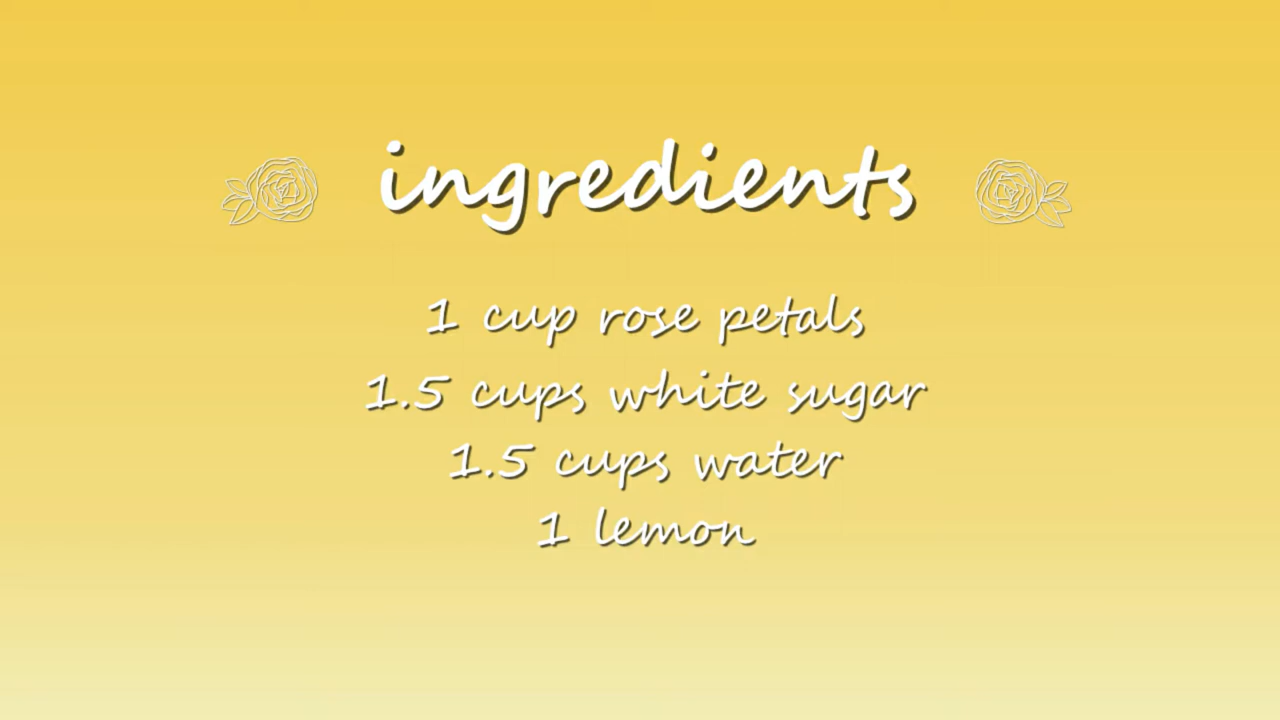 ingredients
1 cup rose petals
1.5 cups white sugar
1.5 cups water
1 lemon